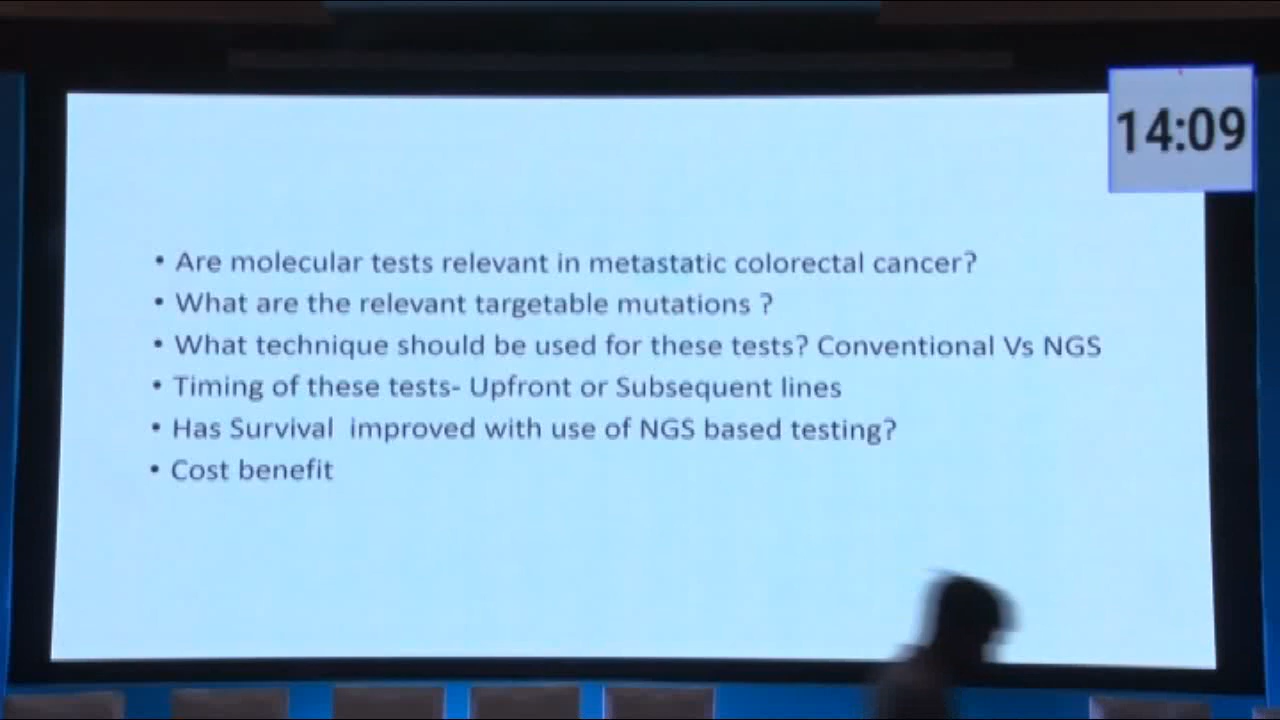 14:09
• Are molecular tests relevant in metastatic colorectal cancer?
• What are the relevant targetable mutations ?
• What technique should be used for these tests? Conventional Vs NGS
• Timing of these tests- Upfront or Subsequent lines
• Has Survival  improved with use of NGS based testing?
• Cost benefit